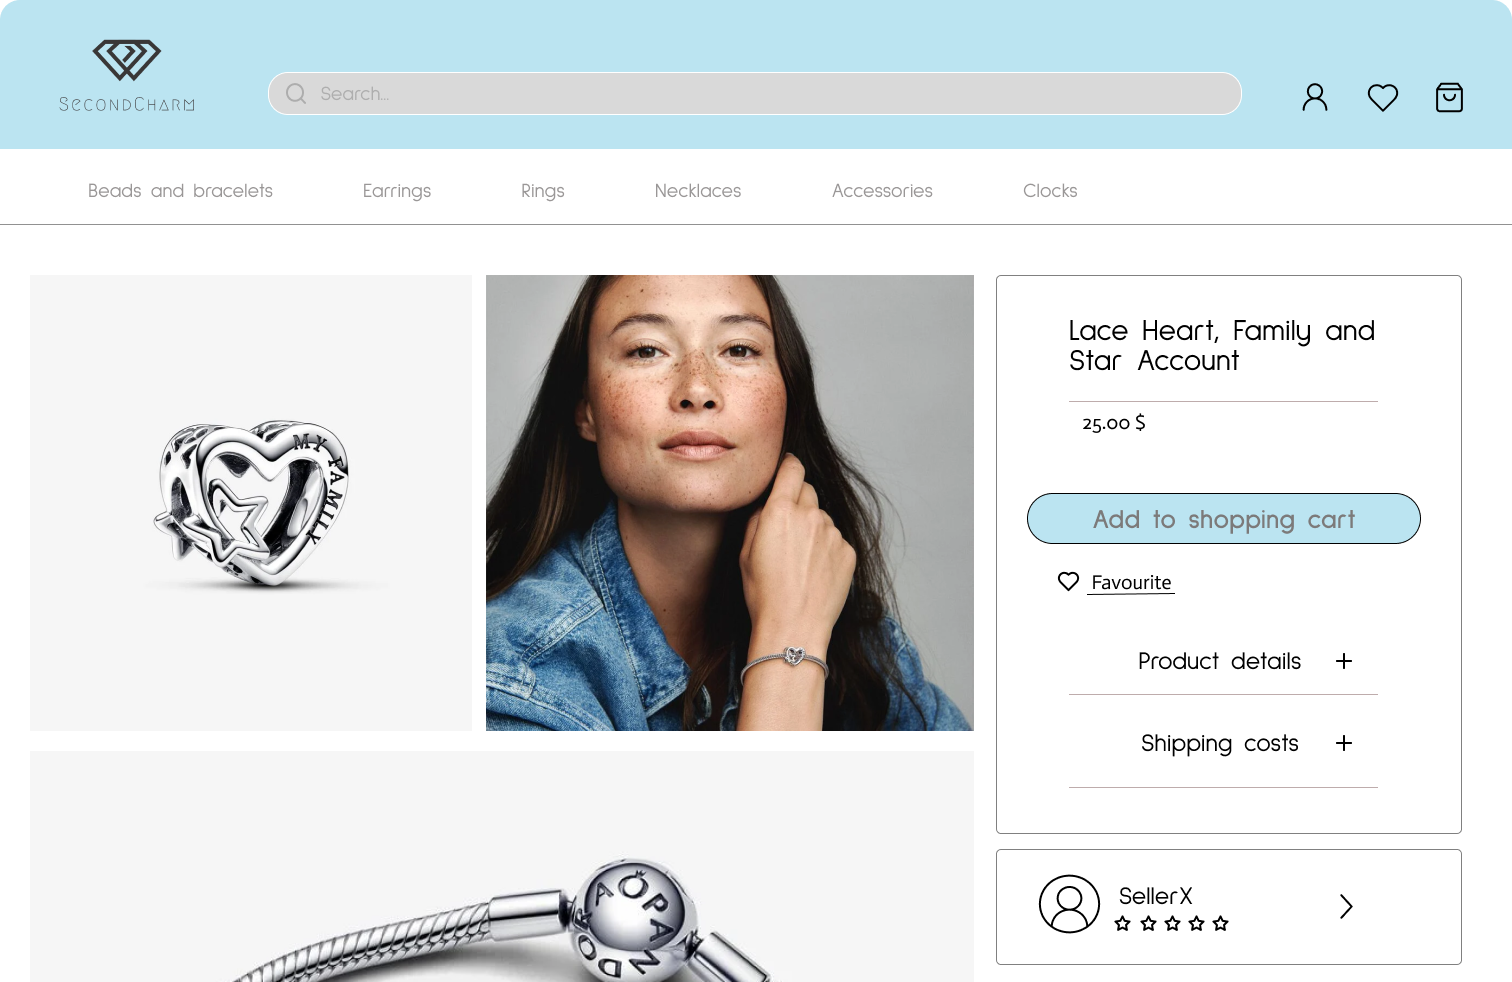 SECONDCHARM
Search...
Beads and bracelets
Earrings
Rings
Necklaces
Accessories
Clocks
MY FAMILY
Lace Heart, Family and
Star Account
25.00 $
Add to shopping cart
Favourite
Product details
Shipping costs
PANDORA
SellerX